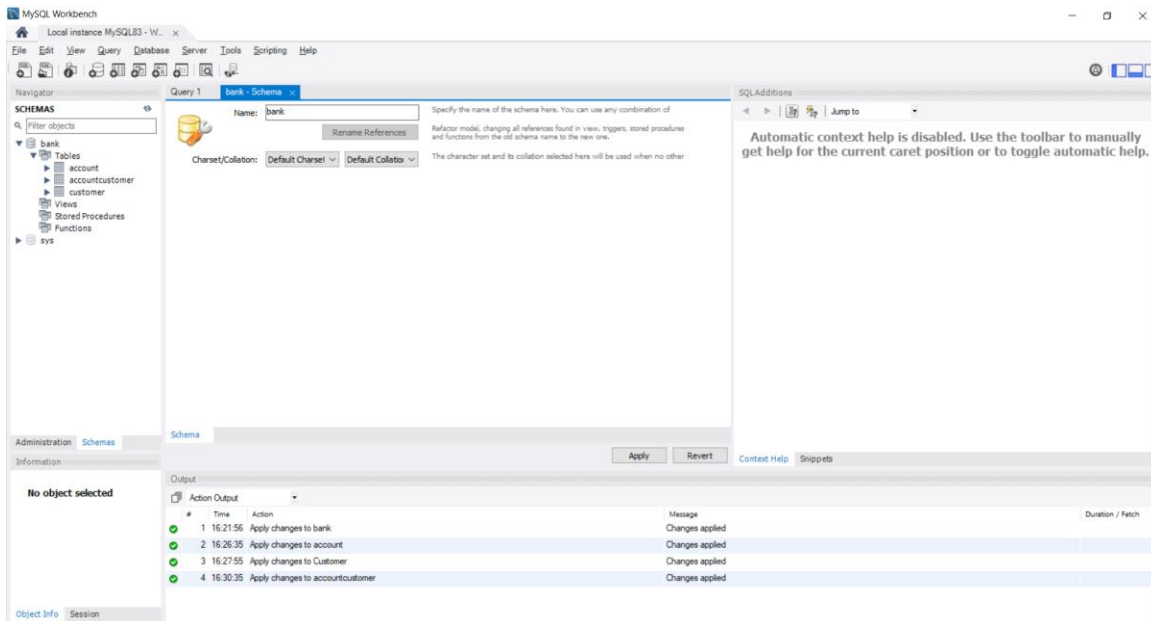 MySQL Workbench
Local instance MySQL83 - W... x
File Edit View Query Database Server Tools Scripting Help
Navigator
SCHEMAS
Filter objects
bank
Tables
account
accountcustomer
customer
Views
Stored Procedures
Functions
sys
Administration Schemas
Information
No object selected
Object Info Session
Query 1 bank - Schema x
Name: bank
Specify the name of the schema here. You can use any combination of
Rename References
Refactor model, changing all references found in view, triggers, stored procedures
and functions from the old schema name to the new one.
Charset/Collation: Default Charset Default Collation
The character set and its collation selected here will be used when no other
Schema
Apply Revert
SQLAdditions
Jump to
Automatic context help is disabled. Use the toolbar to manually
get help for the current caret position or to toggle automatic help.
Context Help Snippets
Output
Action Output
# Time Action Message Duration / Fetch
1 16:21:56 Apply changes to bank Changes applied
2 16:26:35 Apply changes to account Changes applied
3 16:27:55 Apply changes to Customer Changes applied
4 16:30:35 Apply changes to accountcustomer Changes applied